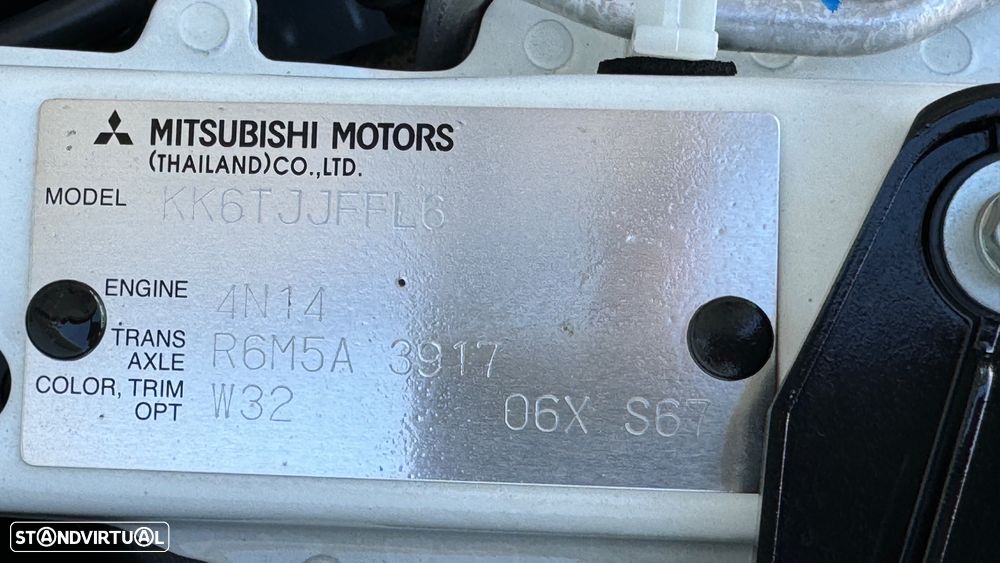 MITSUBISHI MOTORS
(THAILAND)CO.,LTD.
MODEL KK6TJJFFL6
ENGINE 4N14
TRANS AXLE R6M5A 3917
COLOR, TRIM OPT W32 06X S67
STANDVIRTUAL